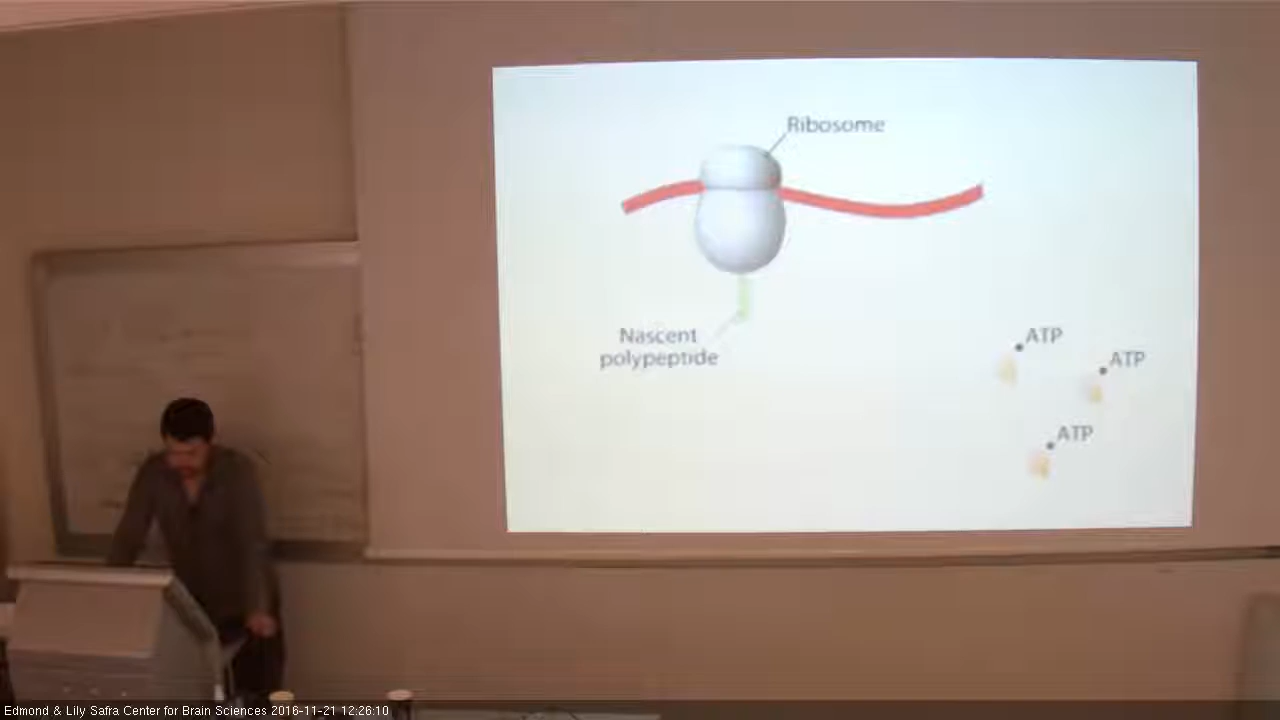 Ribosome
Nascent
polypeptide
ATP
ATP
ATP
Edmond & Lily Safra Center for Brain Sciences 2016-11-21 12:26:10